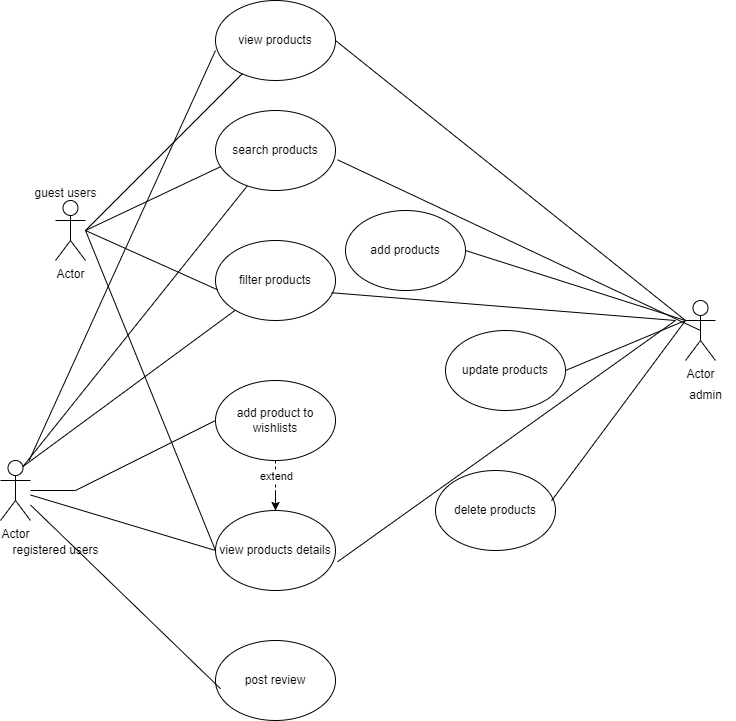 view products
search products
guest users
Actor
add products
filter products
update products
Actor
admin
add product to
wishlists
extend
delete products
Actor
registered users
view products details
post review